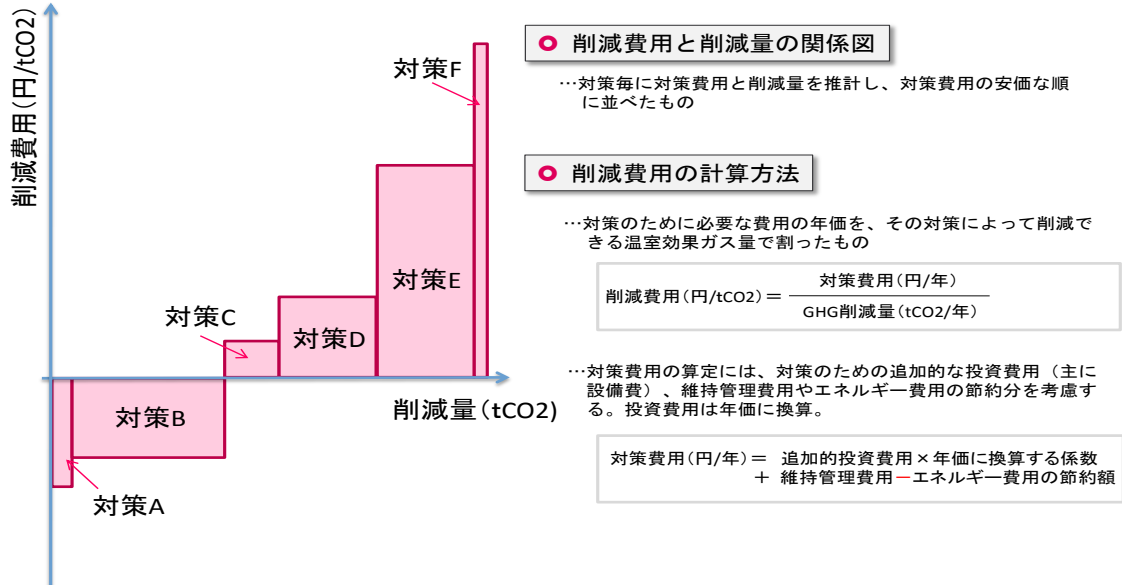 削減費用(円/tCO2)
対策F
対策E
対策C
対策D
対策B
削減量(tCO2)
対策A
削減費用と削減量の関係図
…対策毎に対策費用と削減量を推計し、対策費用の安価な順
に並べたもの
削減費用の計算方法
…対策のために必要な費用の年価を、その対策によって削減で
きる温室効果ガス量で割ったもの
対策費用(円/年)
削減費用(円/tCO2)=
GHG削減量(tCO2/年)
…対策費用の算定には、対策のための追加的な投資費用（主に
設備費）、維持管理費用やエネルギー費用の節約分を考慮す
る。投資費用は年価に換算。
対策費用(円/年)= 追加的投資費用×年価に換算する係数
+ 維持管理費用−エネルギー費用の節約額